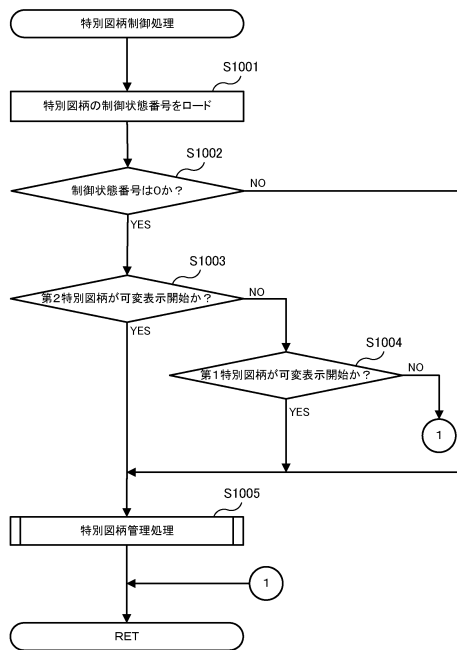 特別図柄制御処理
S1001
特別図柄の制御状態番号をロード
S1002
制御状態番号は0か？
NO
YES
S1003
第2特別図柄が可変表示開始か？
NO
YES
S1004
第1特別図柄が可変表示開始か？
NO
YES
1
S1005
特別図柄管理処理
1
RET